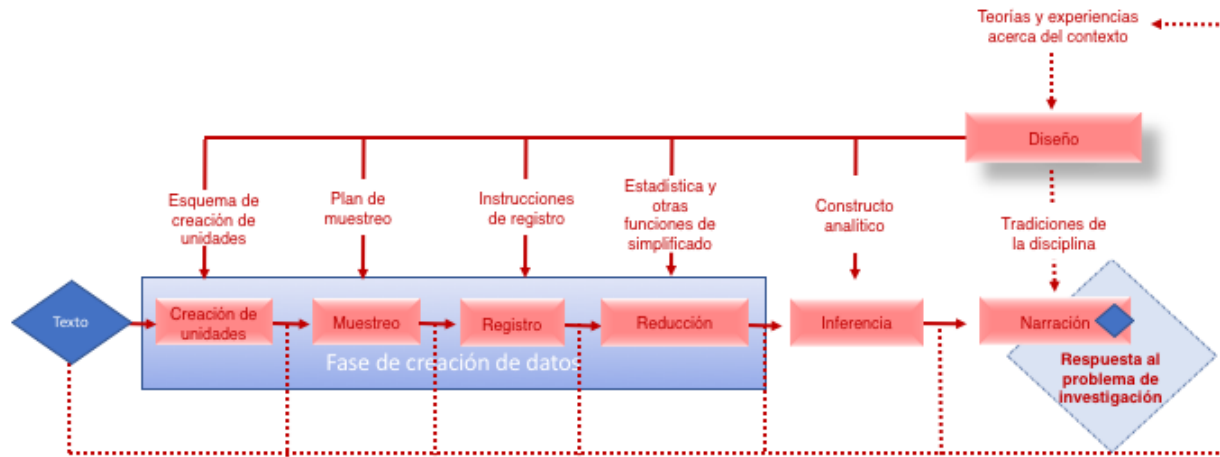 Teorías y experiencias
acerca del contexto
Diseño
Esquema de
creación de
unidades
Plan de
muestreo
Instrucciones
de registro
Estadística y
otras
funciones de
simplificado
Constructo
analítico
Tradiciones de
la disciplina
Texto
Creación de
unidades
Muestreo
Registro
Reducción
Inferencia
Narración
Fase de creación de datos
Respuesta al
problema de
investigación